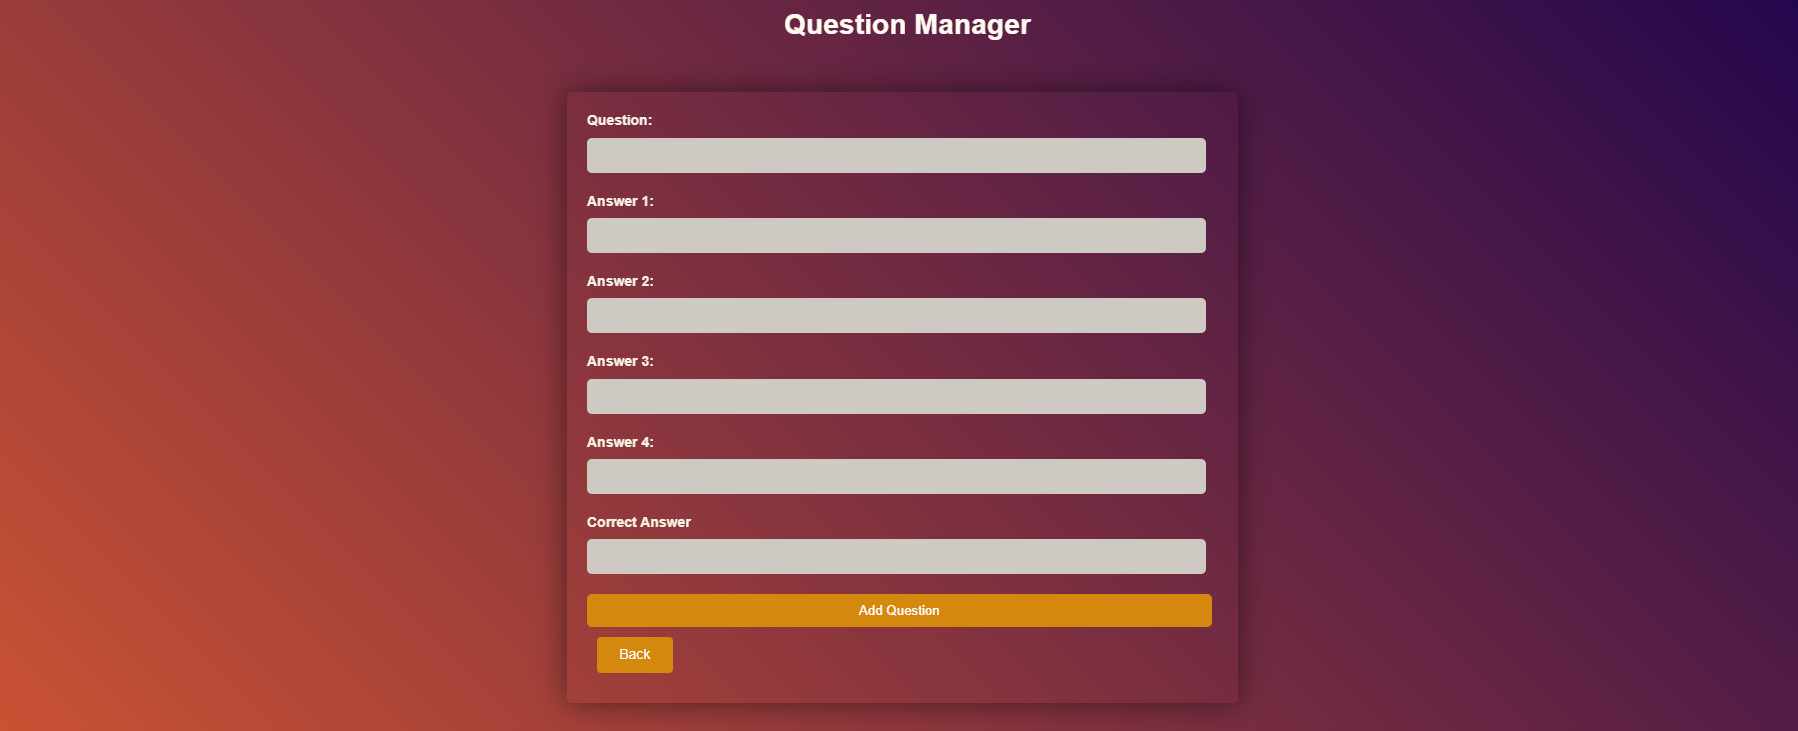 Question Manager
Question:
Answer 1:
Answer 2:
Answer 3:
Answer 4:
Correct Answer
Add Question
Back